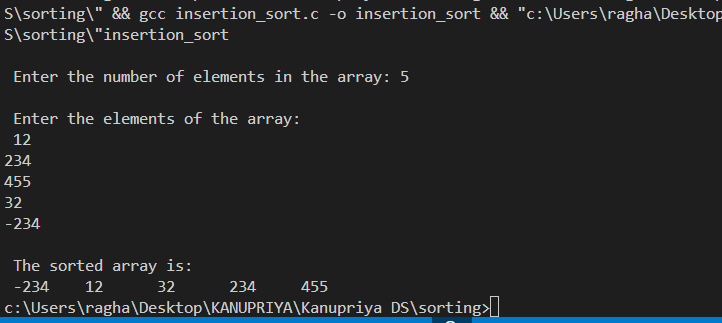 S\sorting\" && gcc insertion_sort.c -o insertion_sort && "c:\Users\ragha\Desktop
S\sorting\"insertion_sort
Enter the number of elements in the array: 5
Enter the elements of the array:
12
234
455
32
-234
The sorted array is:
-234 12 32 234 455
c:\Users\ragha\Desktop\KANUPRIYA\Kanupriya DS\sorting>